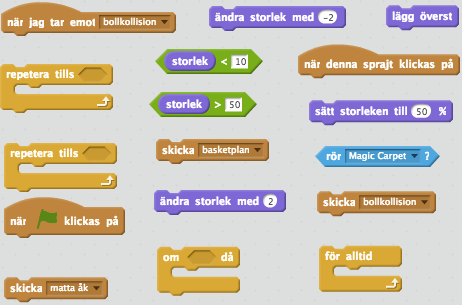 när jag tar emot bollkollision
ändra storlek med -2
lägg överst
repetera tills
storlek < 10
när denna sprajt klickas på
storlek > 50
sätt storleken till 50 %
repetera tills
skicka basketplan
rör Magic Carpet ?
när klickas på
ändra storlek med 2
skicka bollkollision
om då
för alltid
skicka matta åk